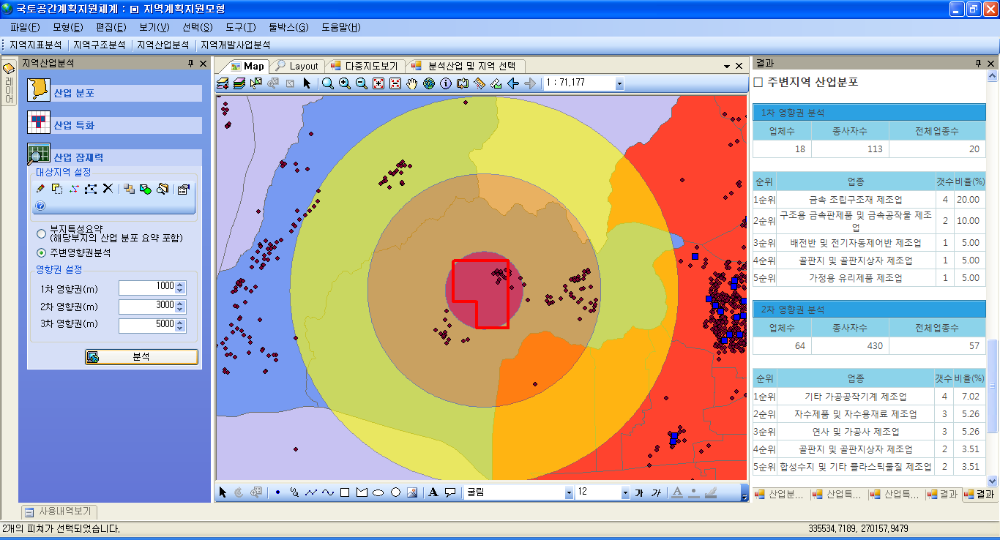 국토공간계획지원체계 : 지역계획지원모형
파일(F) 모형(E) 편집(E) 보기(V) 선택(S) 도구(T) 툴박스(G) 도움말(H)
지역지표분석 지역구조분석 지역산업분석 지역개발사업분석
지역산업분석
레이어
산업 분포
산업 특화
산업 잠재력
대상지역 설정
부지특성요약
(해당부지의 산업 분포 요약 포함)
주변영향권분석
영향권 설정
1차 영향권(m) 1000
2차 영향권(m) 3000
3차 영향권(m) 5000
분석
Map Layout 다중지도보기 분석산업 및 지역 선택
1 : 71,177
굴림 12 가 가 A
결과
주변지역 산업분포
1차 영향권 분석
업체수 종사자수 전체업종수
18 113 20
순위 업종 갯수 비율(%)
1순위 금속 조립구조재 제조업 4 20.00
2순위 구조용 금속판제품 및 금속공작물 제조업 2 10.00
3순위 배전반 및 전기자동제어반 제조업 1 5.00
4순위 골판지 및 골판지상자 제조업 1 5.00
5순위 가정용 유리제품 제조업 1 5.00
2차 영향권 분석
업체수 종사자수 전체업종수
64 430 57
순위 업종 갯수 비율(%)
1순위 기타 가공공작기계 제조업 4 7.02
2순위 자수제품 및 자수용재료 제조업 3 5.26
3순위 연사 및 가공사 제조업 3 5.26
4순위 골판지 및 골판지상자 제조업 2 3.51
5순위 합성수지 및 기타 플라스틱물질 제조업 2 3.51
산업분... 산업특... 산업특... 결과 결과
사용내역보기
2개의 피쳐가 선택되었습니다.
335534,7189, 270157,9479